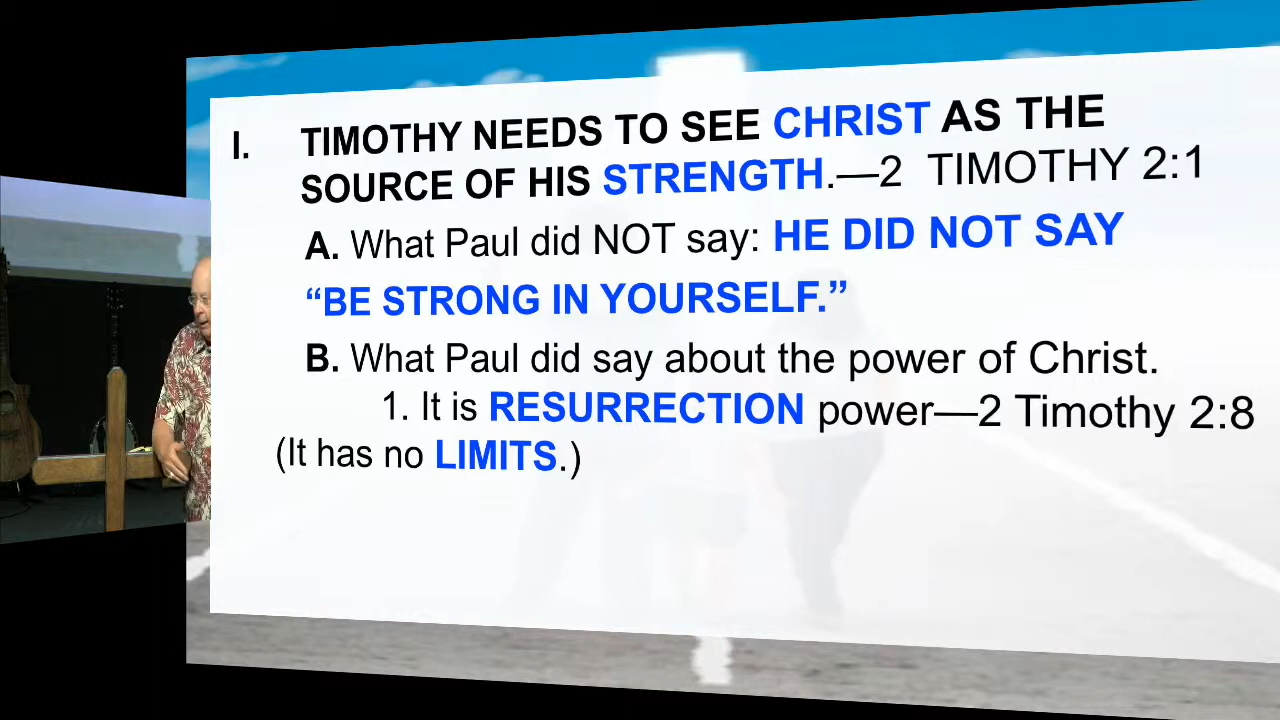 I. TIMOTHY NEEDS TO SEE CHRIST AS THE
SOURCE OF HIS STRENGTH.—2 TIMOTHY 2:1
A. What Paul did NOT say: HE DID NOT SAY
“BE STRONG IN YOURSELF.”
B. What Paul did say about the power of Christ.
1. It is RESURRECTION power—2 Timothy 2:8
(It has no LIMITS.)